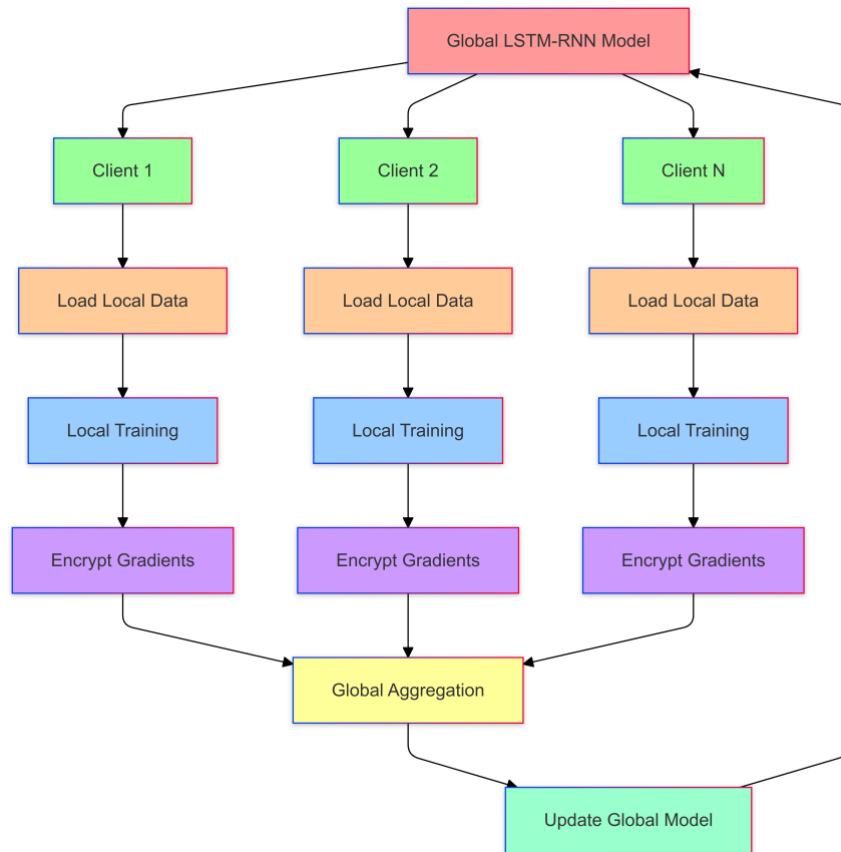 Global LSTM-RNN Model
Client 1
Client 2
Client N
Load Local Data
Load Local Data
Load Local Data
Local Training
Local Training
Local Training
Encrypt Gradients
Encrypt Gradients
Encrypt Gradients
Global Aggregation
Update Global Model